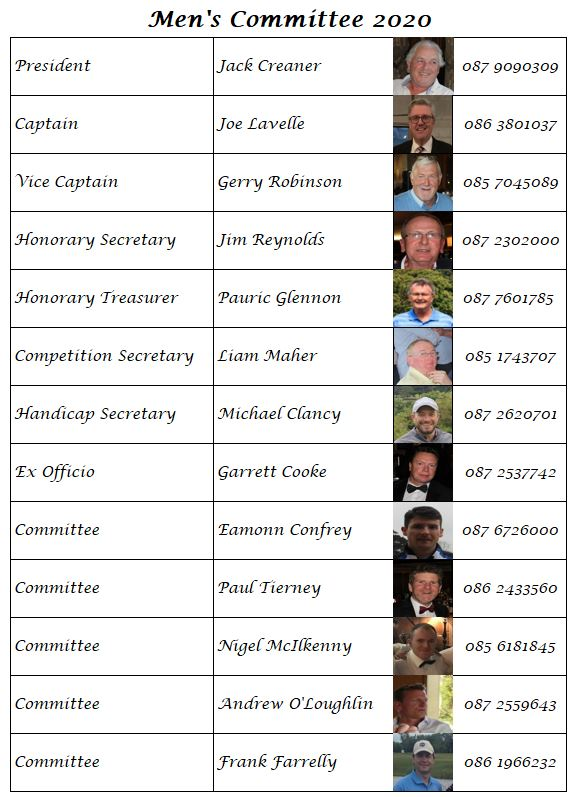 Men's Committee 2020
President Jack Creaner 087 9090309
Captain Joe Lavelle 086 3801037
Vice Captain Gerry Robinson 085 7045089
Honorary Secretary Jim Reynolds 087 2302000
Honorary Treasurer Pauric Glennon 087 7601785
Competition Secretary Liam Maher 085 1743707
Handicap Secretary Michael Clancy 087 2620701
Ex Officio Garrett Cooke 087 2537742
Committee Eamonn Confrey 087 6726000
Committee Paul Tierney 086 2433560
Committee Nigel McIlkenny 085 6181845
Committee Andrew O'Loughlin 087 2559643
Committee Frank Farrelly 086 1966232